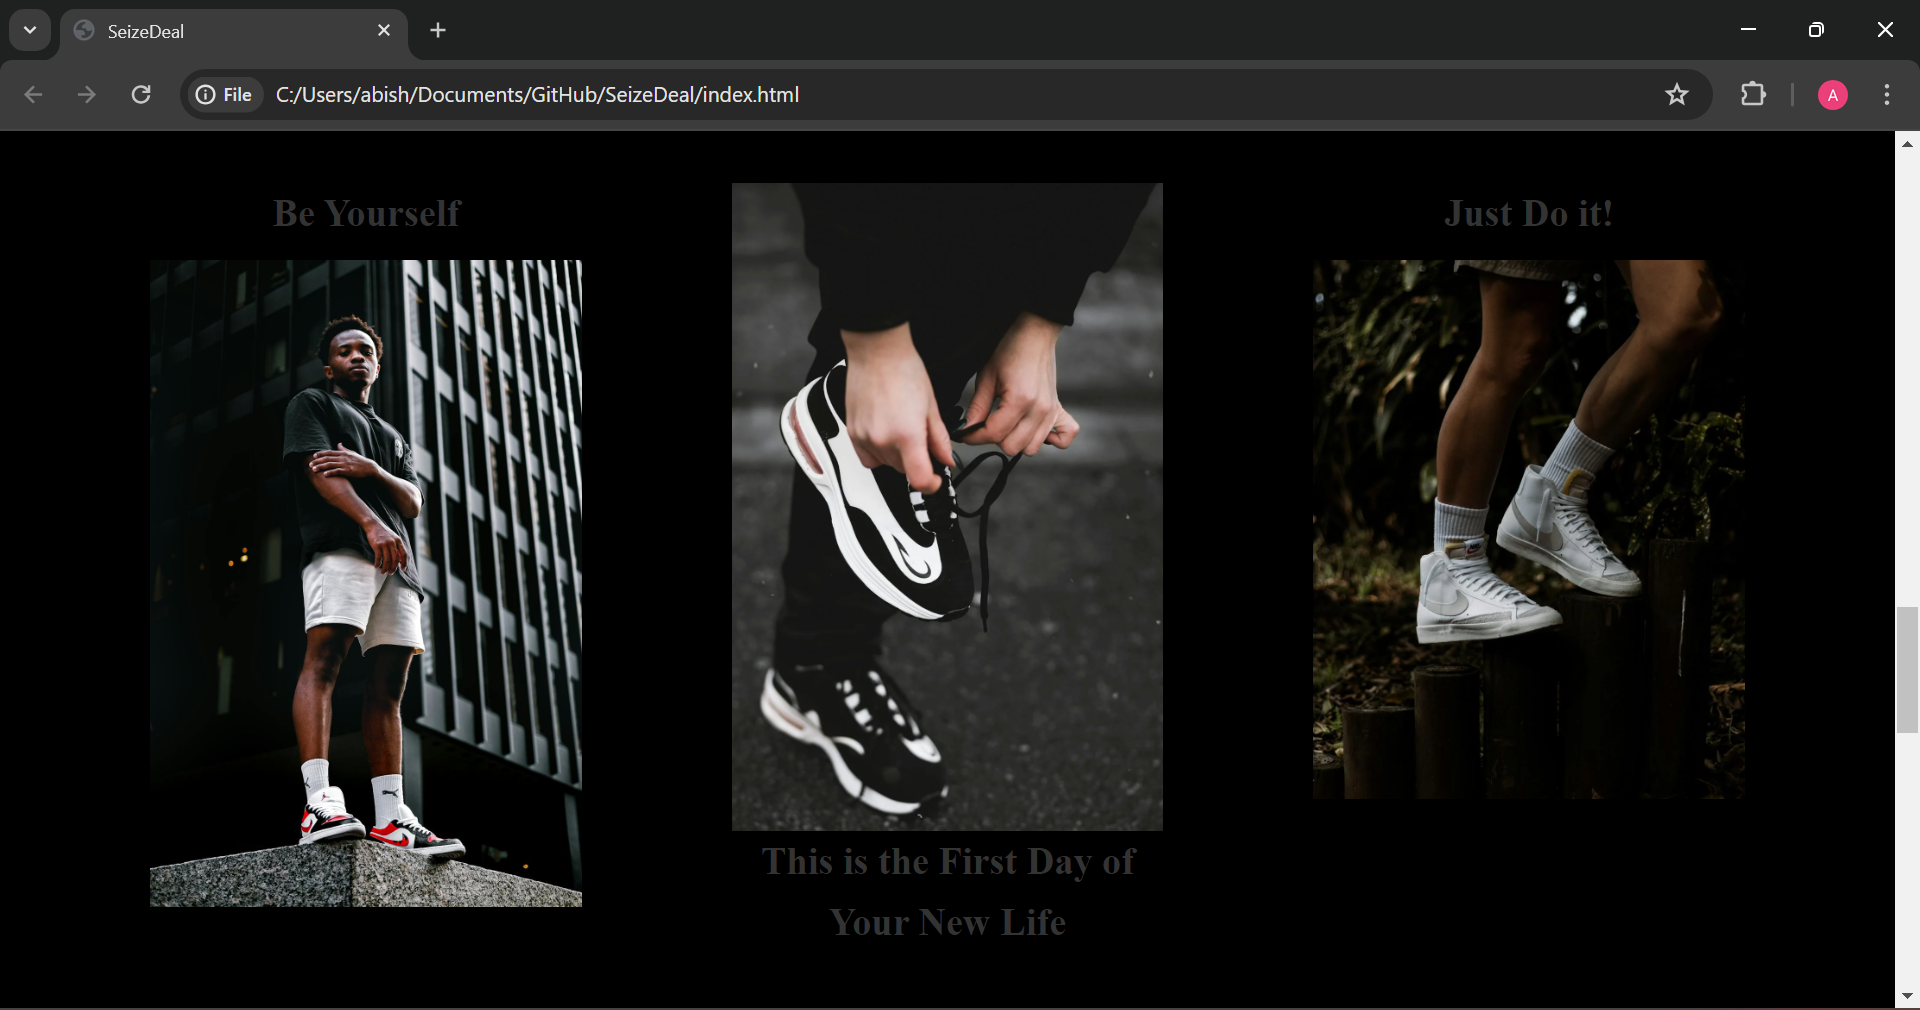 SeizeDeal
File
C:/Users/abish/Documents/GitHub/SeizeDeal/index.html
A
Be Yourself
Just Do it!
This is the First Day of
Your New Life